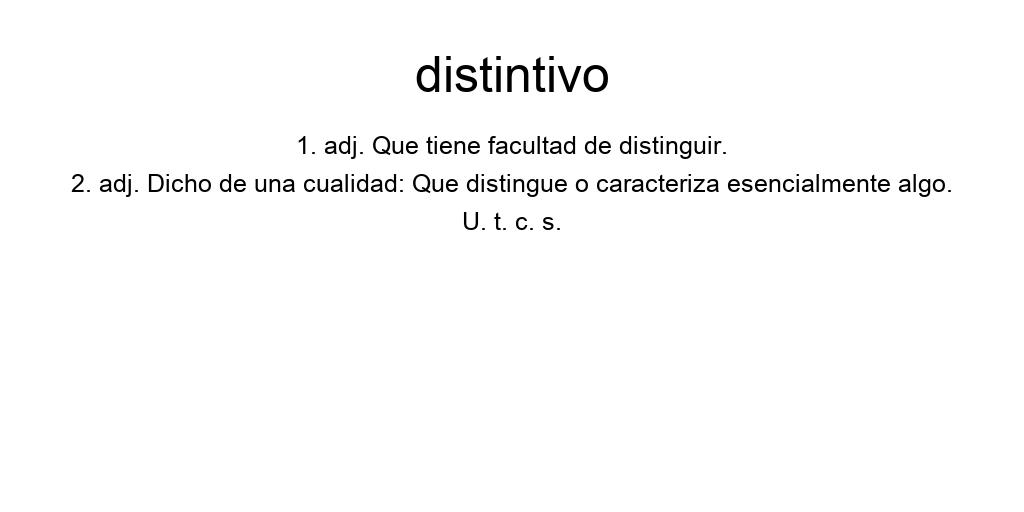 distintivo
1. adj. Que tiene facultad de distinguir.
2. adj. Dicho de una cualidad: Que distingue o caracteriza esencialmente algo.
U. t. c. s.